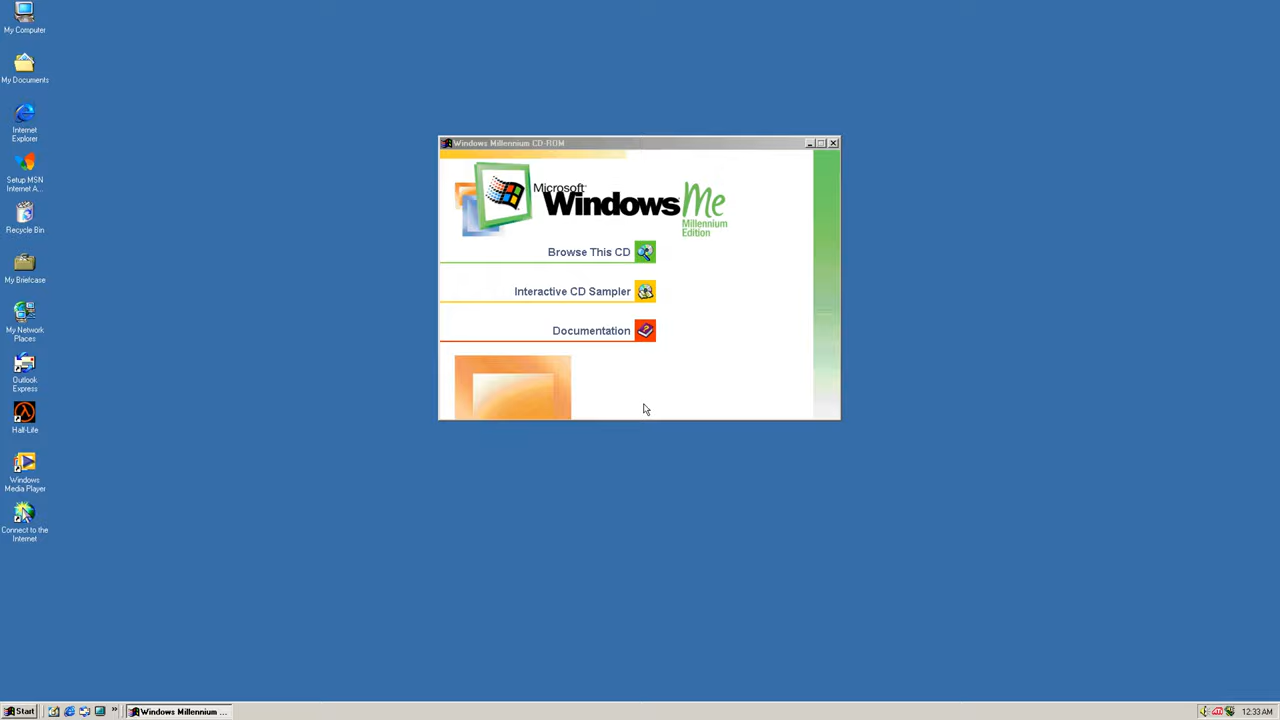 My Computer
My Documents
Internet
Explorer
Setup MSN
Internet A...
Recycle Bin
My Briefcase
My Network
Places
Outlook
Express
Half-Life
Windows
Media Player
Connect to the
Internet
Windows Millennium CD-ROM
Microsoft
Windows Me
Millennium
Edition
Browse This CD
Interactive CD Sampler
Documentation
Start
»
Windows Millennium ...
ATI
12:33 AM